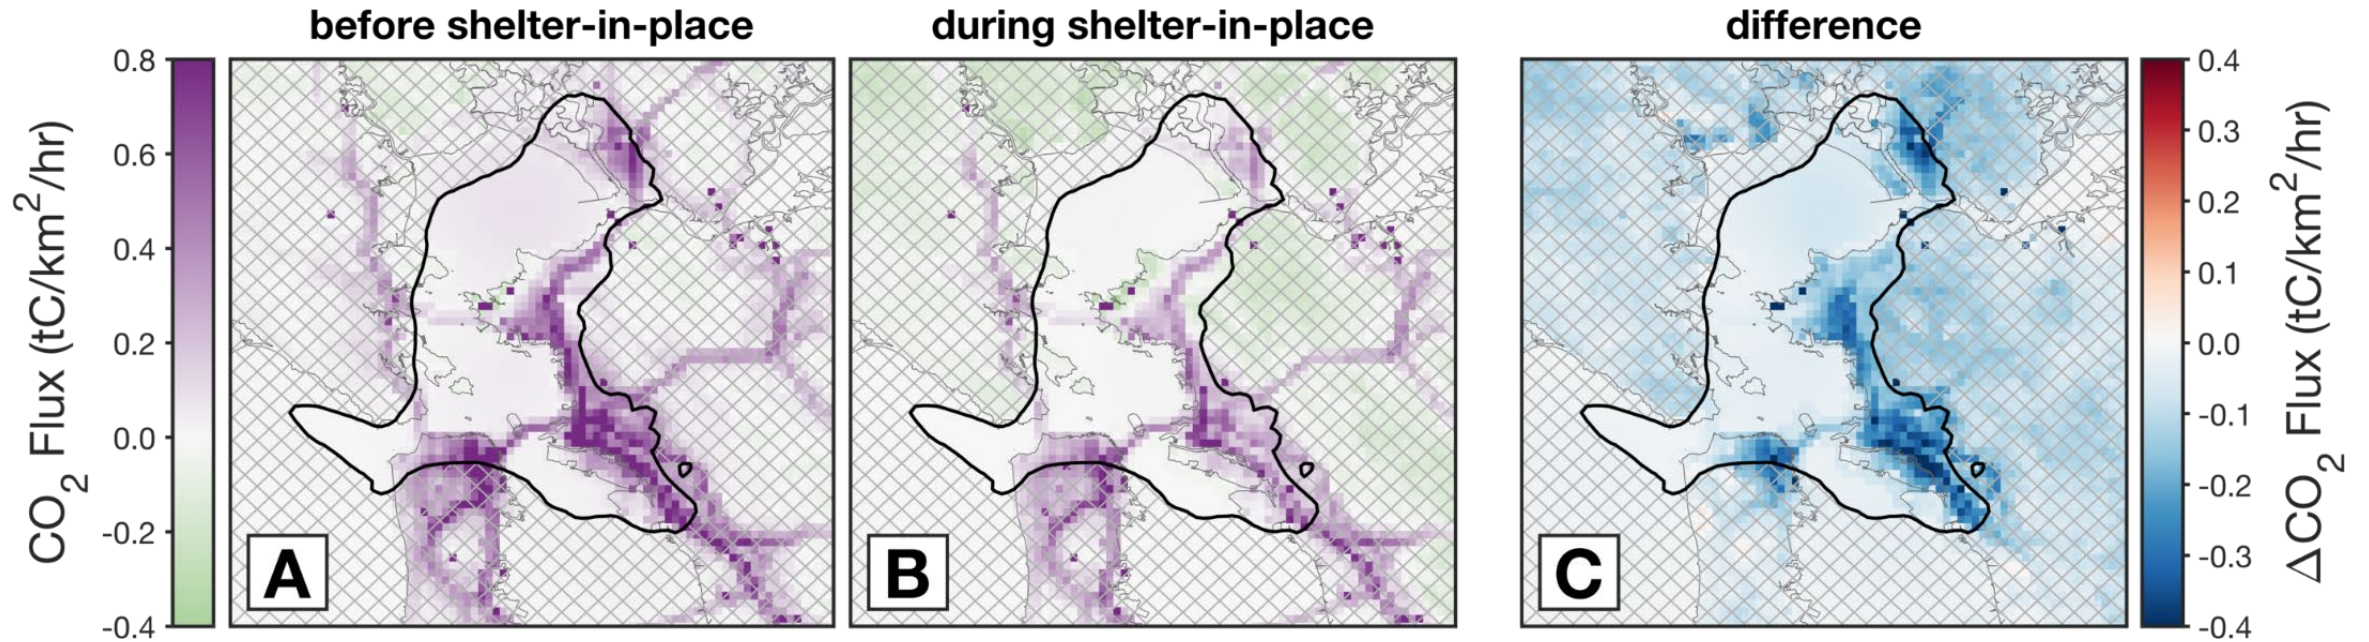 before shelter-in-place
during shelter-in-place
difference
CO2 Flux (tC/km2/hr)
0.8
0.6
0.4
0.2
0.0
-0.2
-0.4
A
B
C
0.4
0.3
0.2
0.1
0.0
-0.1
-0.2
-0.3
-0.4
ΔCO2 Flux (tC/km2/hr)